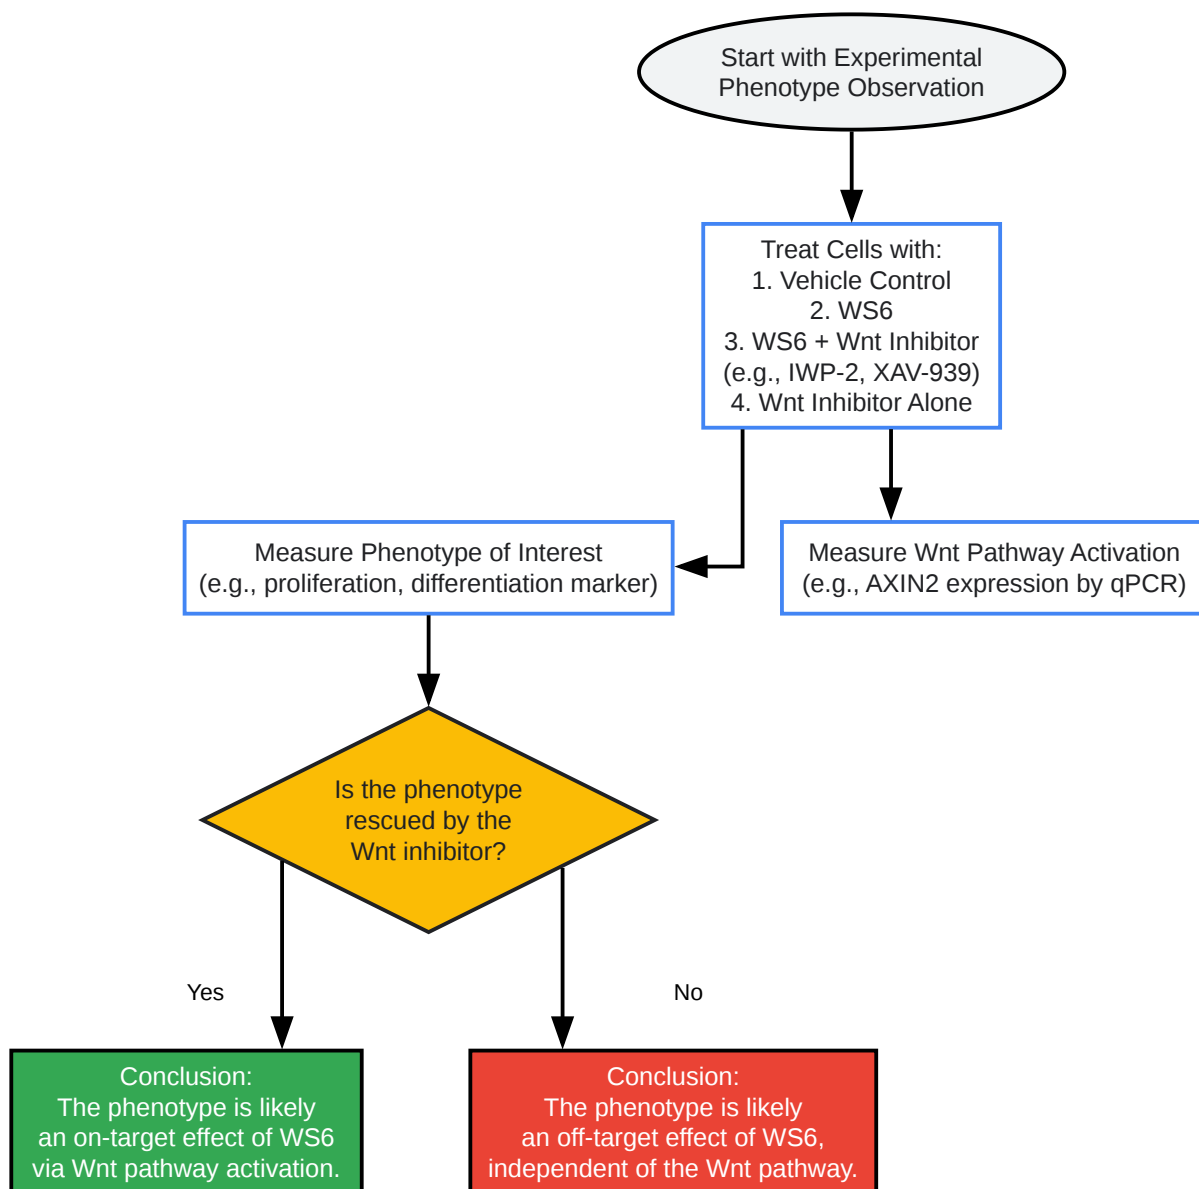 Start with Experimental
Phenotype Observation
Treat Cells with:
1. Vehicle Control
2. WS6
3. WS6 + Wnt Inhibitor
(e.g., IWP-2, XAV-939)
4. Wnt Inhibitor Alone
Measure Phenotype of Interest
(e.g., proliferation, differentiation marker)
Measure Wnt Pathway Activation
(e.g., AXIN2 expression by qPCR)
Is the phenotype
rescued by the
Wnt inhibitor?
Yes
No
Conclusion:
The phenotype is likely
an on-target effect of WS6
via Wnt pathway activation.
Conclusion:
The phenotype is likely
an off-target effect of WS6,
independent of the Wnt pathway.